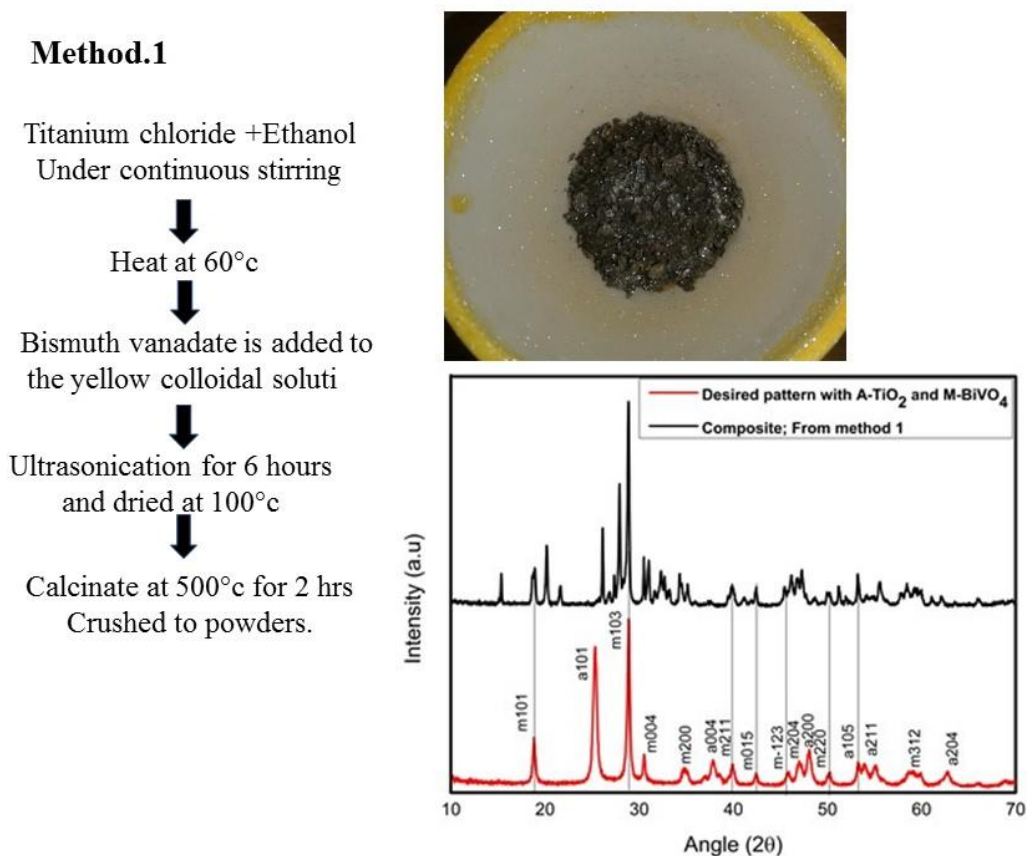 Method.1
Titanium chloride +Ethanol
Under continuous stirring
Heat at 60°c
Bismuth vanadate is added to
the yellow colloidal soluti
Ultrasonication for 6 hours
and dried at 100°c
Calcinate at 500°c for 2 hrs
Crushed to powders.
Desired pattern with A-TiO2 and M-BiVO4
Composite; From method 1
Intensity (a.u)
m101
a101
m103
m004
m200
a004
m211
m015
m-123
m204
a200
m220
a105
a211
m312
a204
10 20 30 40 50 60 70
Angle (2θ)